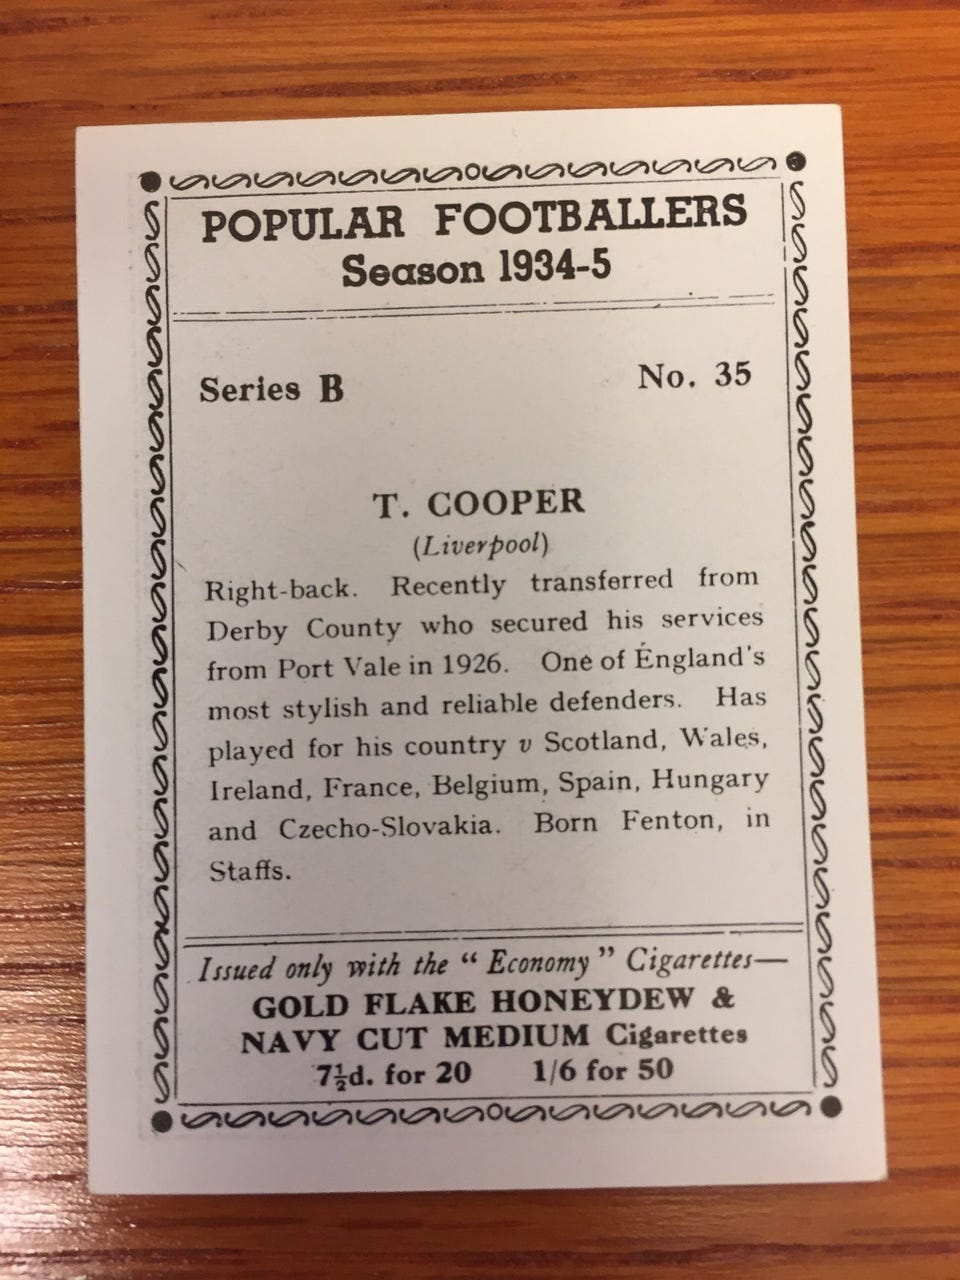 POPULAR FOOTBALLERS
Season 1934-5
Series B No. 35
T. COOPER
(Liverpool)
Right-back. Recently transferred from
Derby County who secured his services
from Port Vale in 1926. One of England's
most stylish and reliable defenders. Has
played for his country v Scotland, Wales,
Ireland, France, Belgium, Spain, Hungary
and Czecho-Slovakia. Born Fenton, in
Staffs.
Issued only with the “ Economy ” Cigarettes—
GOLD FLAKE HONEYDEW &
NAVY CUT MEDIUM Cigarettes
7½d. for 20 1/6 for 50